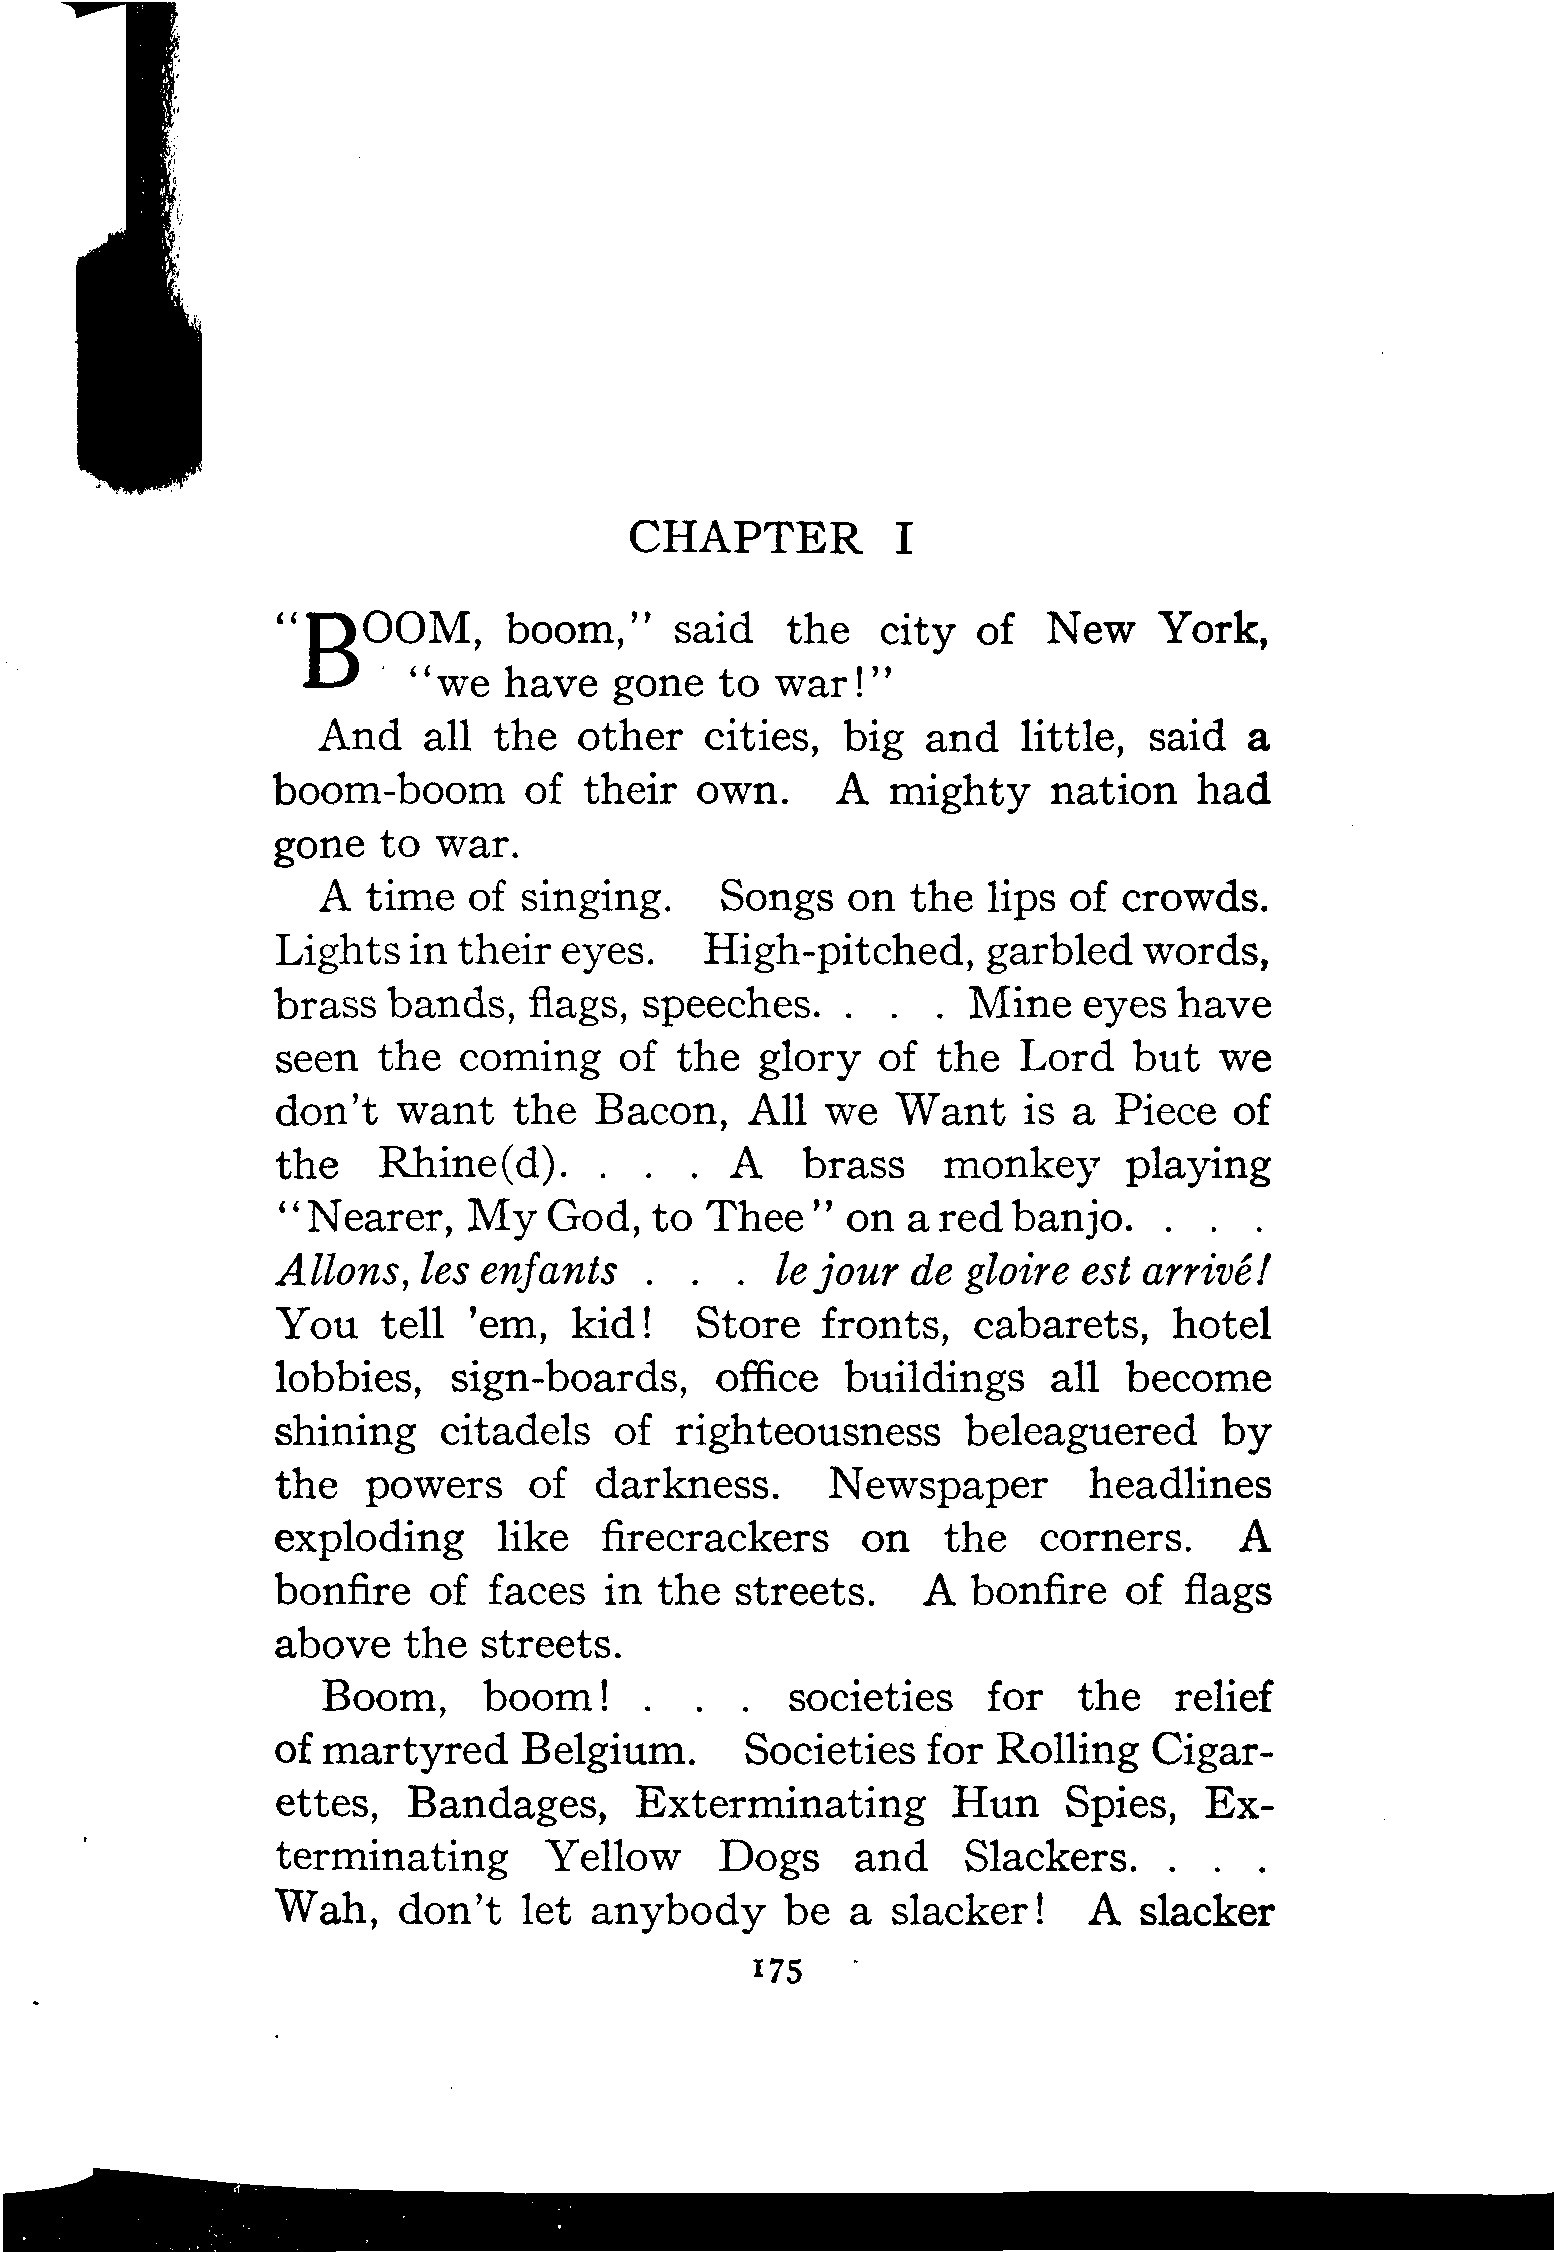 CHAPTER I
"BOOM, boom," said the city of New York,
"we have gone to war!"
And all the other cities, big and little, said a
boom-boom of their own. A mighty nation had
gone to war.
A time of singing. Songs on the lips of crowds.
Lights in their eyes. High-pitched, garbled words,
brass bands, flags, speeches. . . . Mine eyes have
seen the coming of the glory of the Lord but we
don't want the Bacon, All we Want is a Piece of
the Rhine(d). . . . A brass monkey playing
"Nearer, My God, to Thee" on a red banjo. . . .
Allons, les enfants . . . le jour de gloire est arrivé!
You tell 'em, kid! Store fronts, cabarets, hotel
lobbies, sign-boards, office buildings all become
shining citadels of righteousness beleaguered by
the powers of darkness. Newspaper headlines
exploding like firecrackers on the corners. A
bonfire of faces in the streets. A bonfire of flags
above the streets.
Boom, boom! . . . societies for the relief
of martyred Belgium. Societies for Rolling Cigar-
ettes, Bandages, Exterminating Hun Spies, Ex-
terminating Yellow Dogs and Slackers. . . .
Wah, don't let anybody be a slacker! A slacker
175